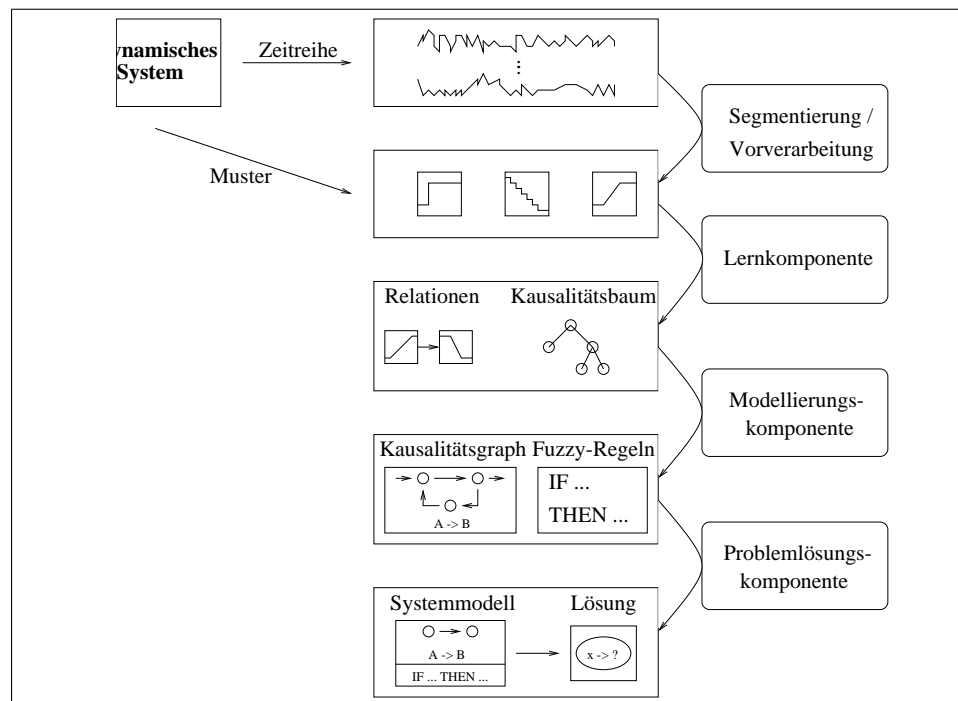 ynamisches
System
Zeitreihe
Segmentierung /
Vorverarbeitung
Muster
Lernkomponente
Relationen
Kausalitätsbaum
Modellierungs-
komponente
Kausalitätsgraph
Fuzzy-Regeln
A -> B
IF ...
THEN ...
Problemlösungs-
komponente
Systemmodell
Lösung
A -> B
IF ... THEN ...
x -> ?